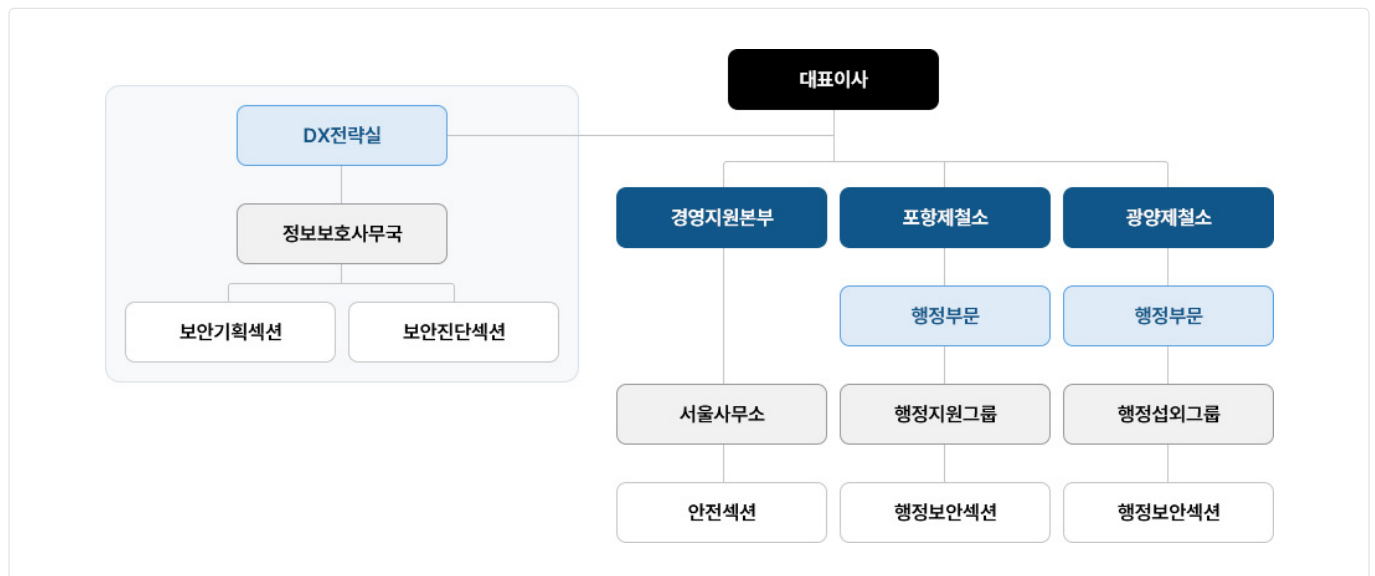 대표이사
DX전략실
정보보호사무국
보안기획섹션
보안진단섹션
경영지원본부
포항제철소
광양제철소
행정부문
행정부문
서울사무소
행정지원그룹
행정섭외그룹
안전섹션
행정보안섹션
행정보안섹션